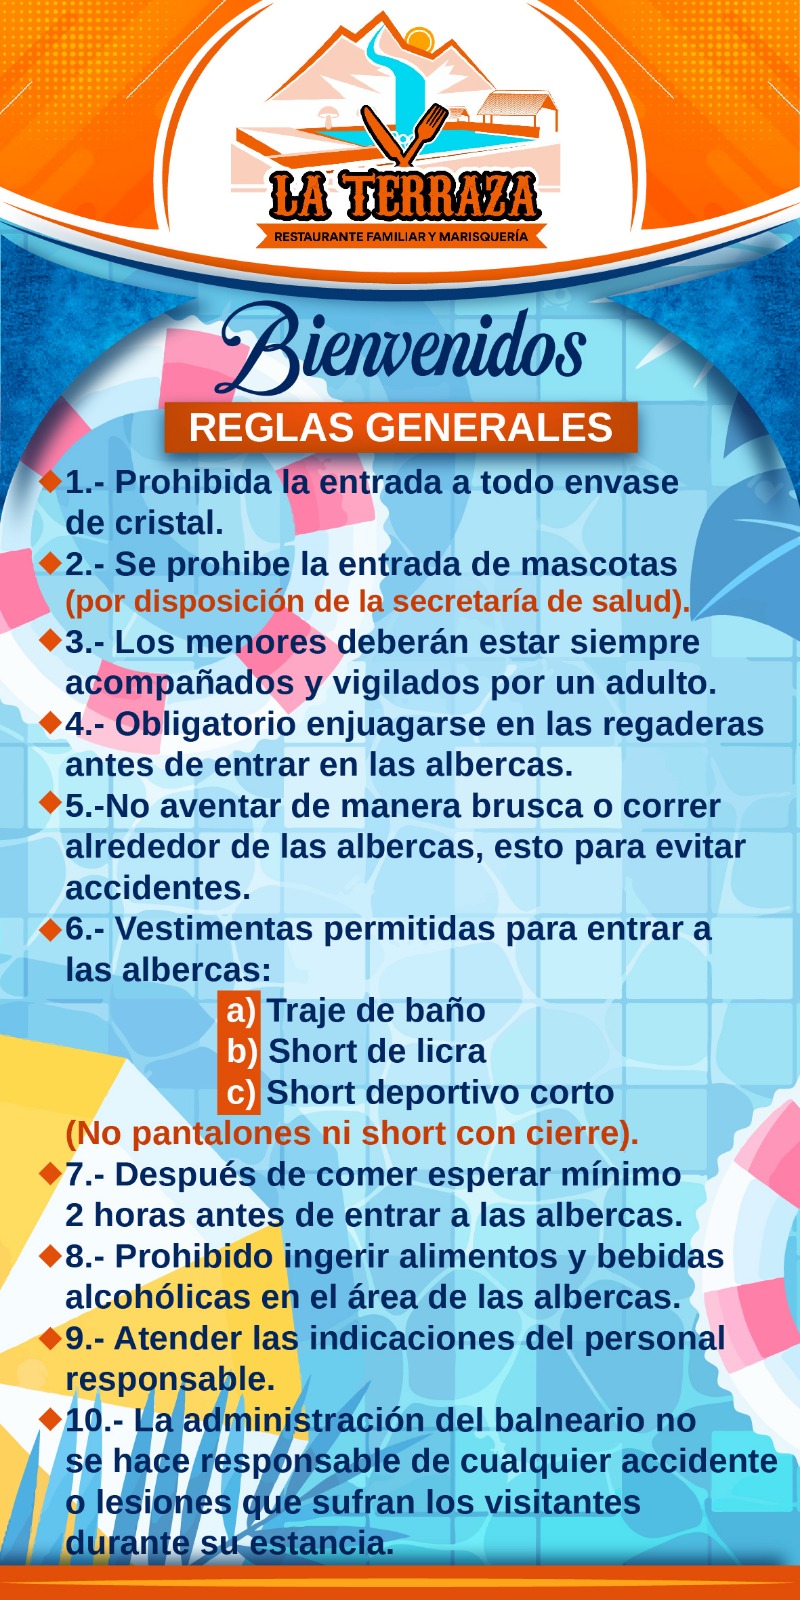 LA TERRAZA
RESTAURANTE FAMILIAR Y MARISQUERÍA
Bienvenidos
REGLAS GENERALES
1.- Prohibida la entrada a todo envase
de cristal.
2.- Se prohibe la entrada de mascotas
(por disposición de la secretaría de salud).
3.- Los menores deberán estar siempre
acompañados y vigilados por un adulto.
4.- Obligatorio enjuagarse en las regaderas
antes de entrar en las albercas.
5.-No aventar de manera brusca o correr
alrededor de las albercas, esto para evitar
accidentes.
6.- Vestimentas permitidas para entrar a
las albercas:
a) Traje de baño
b) Short de licra
c) Short deportivo corto
(No pantalones ni short con cierre).
7.- Después de comer esperar mínimo
2 horas antes de entrar a las albercas.
8.- Prohibido ingerir alimentos y bebidas
alcohólicas en el área de las albercas.
9.- Atender las indicaciones del personal
responsable.
10.- La administración del balneario no
se hace responsable de cualquier accidente
o lesiones que sufran los visitantes
durante su estancia.